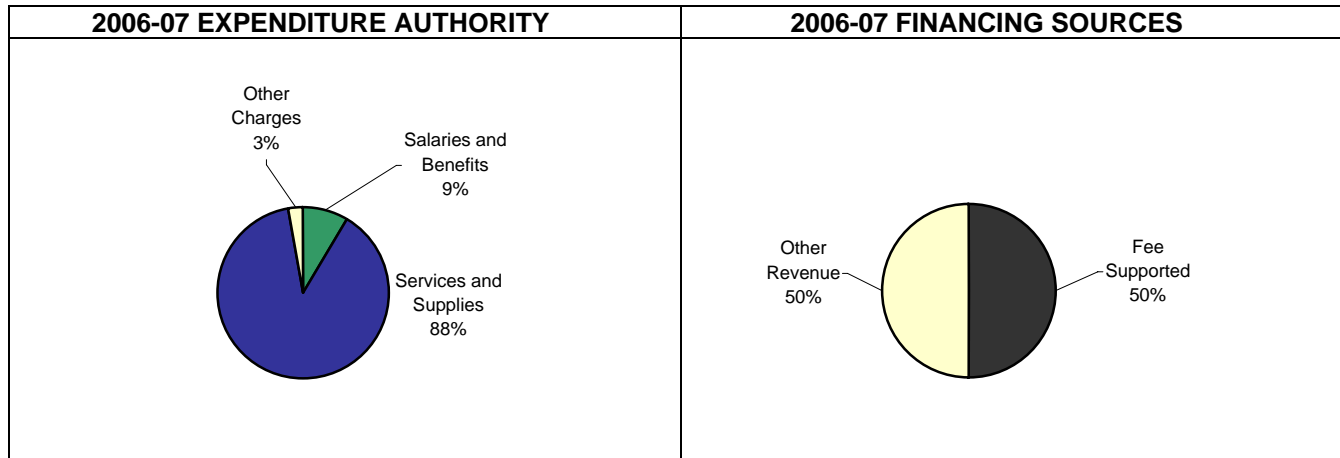 2006-07 EXPENDITURE AUTHORITY
Other
Charges
3%
Salaries and
Benefits
9%
Services and
Supplies
88%
2006-07 FINANCING SOURCES
Other
Revenue
50%
Fee
Supported
50%